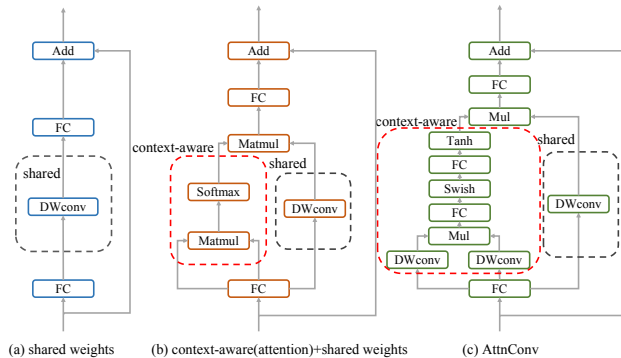 Add
FC
shared
DWconv
FC
(a) shared weights
Add
FC
context-aware
Matmul
shared
Softmax
DWconv
Matmul
FC
(b) context-aware(attention)+shared weights
Add
FC
Mul
context-aware
shared
Tanh
FC
Swish
DWconv
FC
Mul
DWconv
DWconv
FC
(c) AttnConv